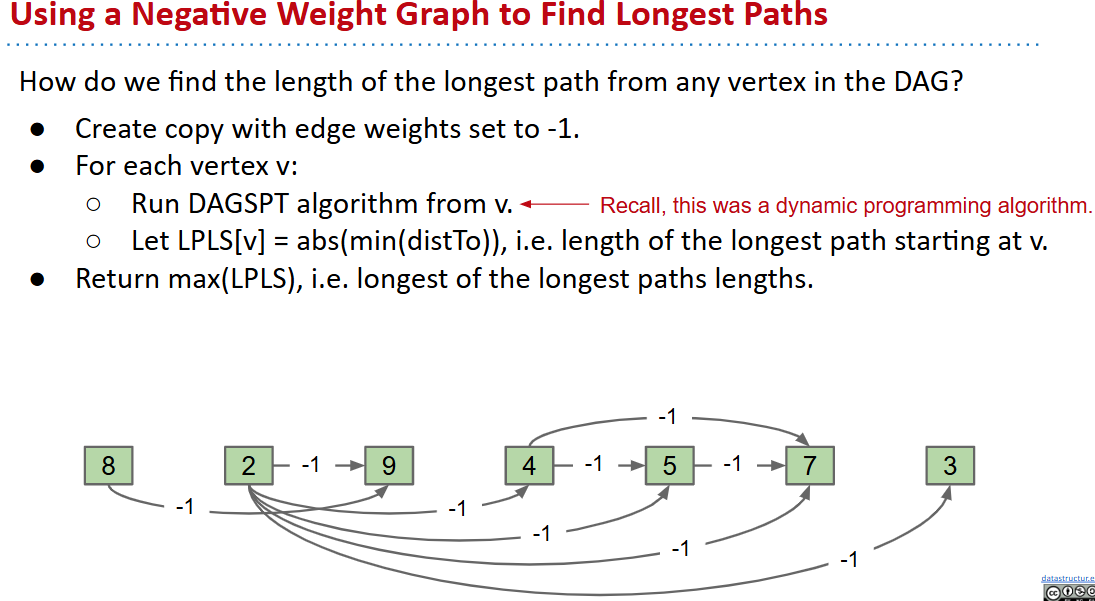 Using a Negative Weight Graph to Find Longest Paths
How do we find the length of the longest path from any vertex in the DAG?
● Create copy with edge weights set to -1.
● For each vertex v:
○ Run DAGSPT algorithm from v. Recall, this was a dynamic programming algorithm.
○ Let LPLS[v] = abs(min(distTo)), i.e. length of the longest path starting at v.
● Return max(LPLS), i.e. longest of the longest paths lengths.
-1
8 2 -1 9 4 -1 5 -1 7 3
-1 -1
-1
-1
-1
datastructur.e